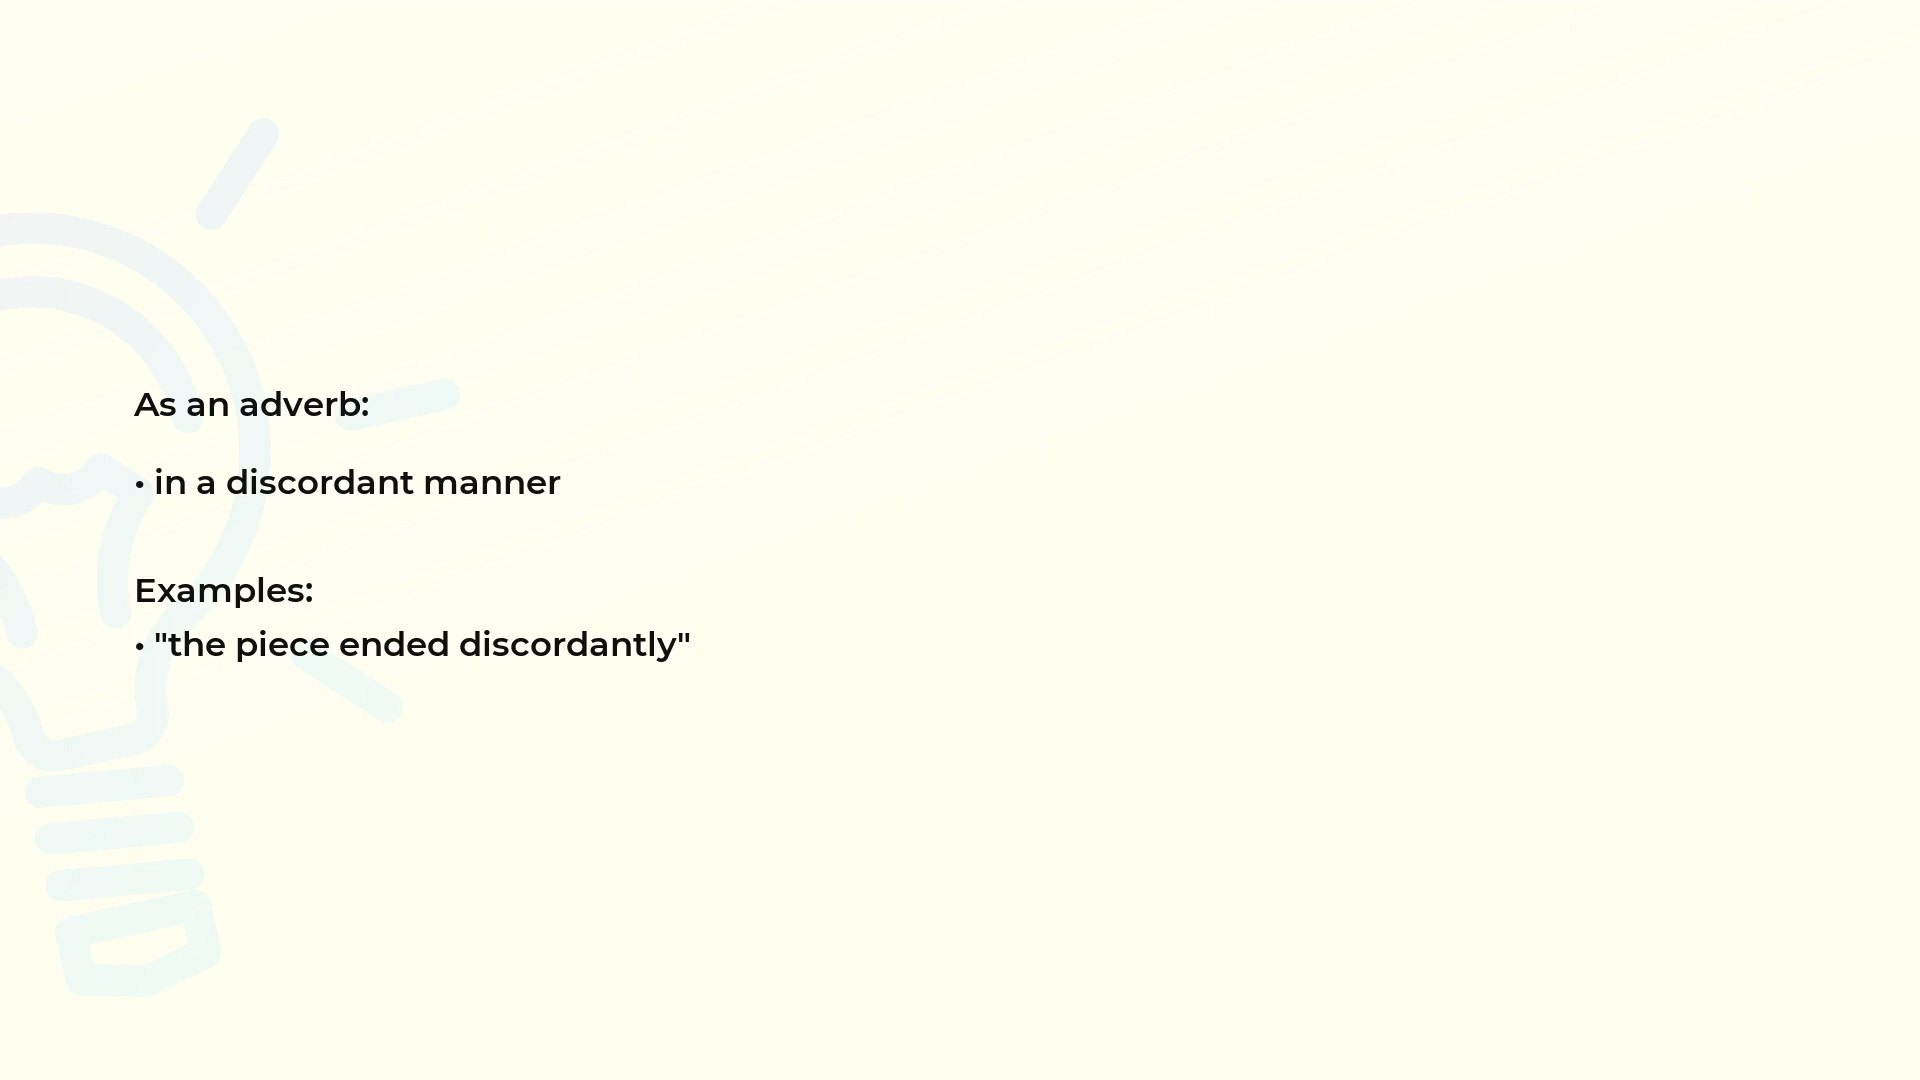 As an adverb:
• in a discordant manner
Examples:
• "the piece ended discordantly"